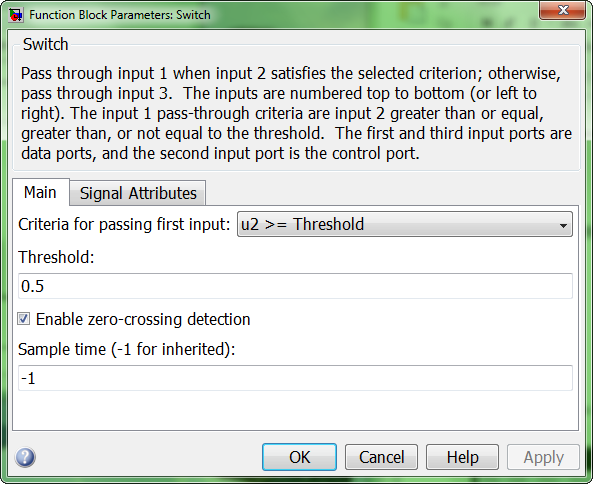 Function Block Parameters: Switch
Switch
Pass through input 1 when input 2 satisfies the selected criterion; otherwise,
pass through input 3.  The inputs are numbered top to bottom (or left to
right). The input 1 pass-through criteria are input 2 greater than or equal,
greater than, or not equal to the threshold.  The first and third input ports are
data ports, and the second input port is the control port.
Main Signal Attributes
Criteria for passing first input: u2 >= Threshold
Threshold:
0.5
Enable zero-crossing detection
Sample time (-1 for inherited):
-1
OK Cancel Help Apply